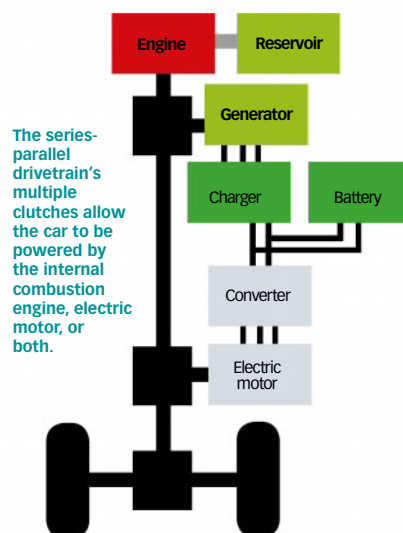 Engine
Reservoir
Generator
The series-
parallel
drivetrain's
multiple
clutches allow
the car to be
powered by
the internal
combustion
engine, electric
motor, or
both.
Charger
Battery
Converter
Electric
motor